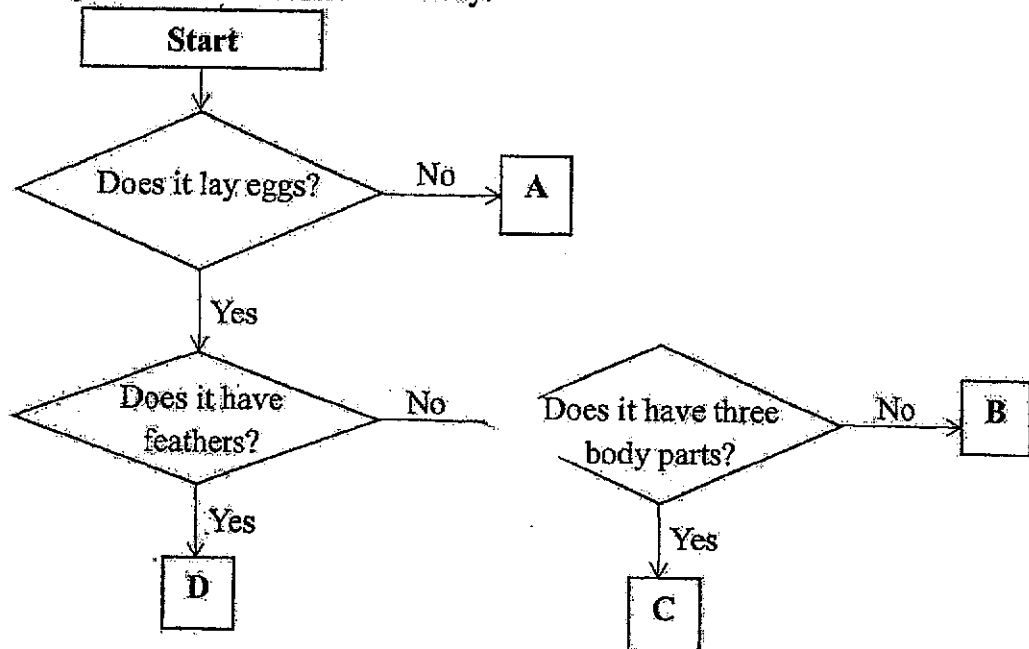 Start
Does it lay eggs?
No
A
Yes
Does it have
feathers?
No
Does it have three
body parts?
No
B
Yes
D
Yes
C